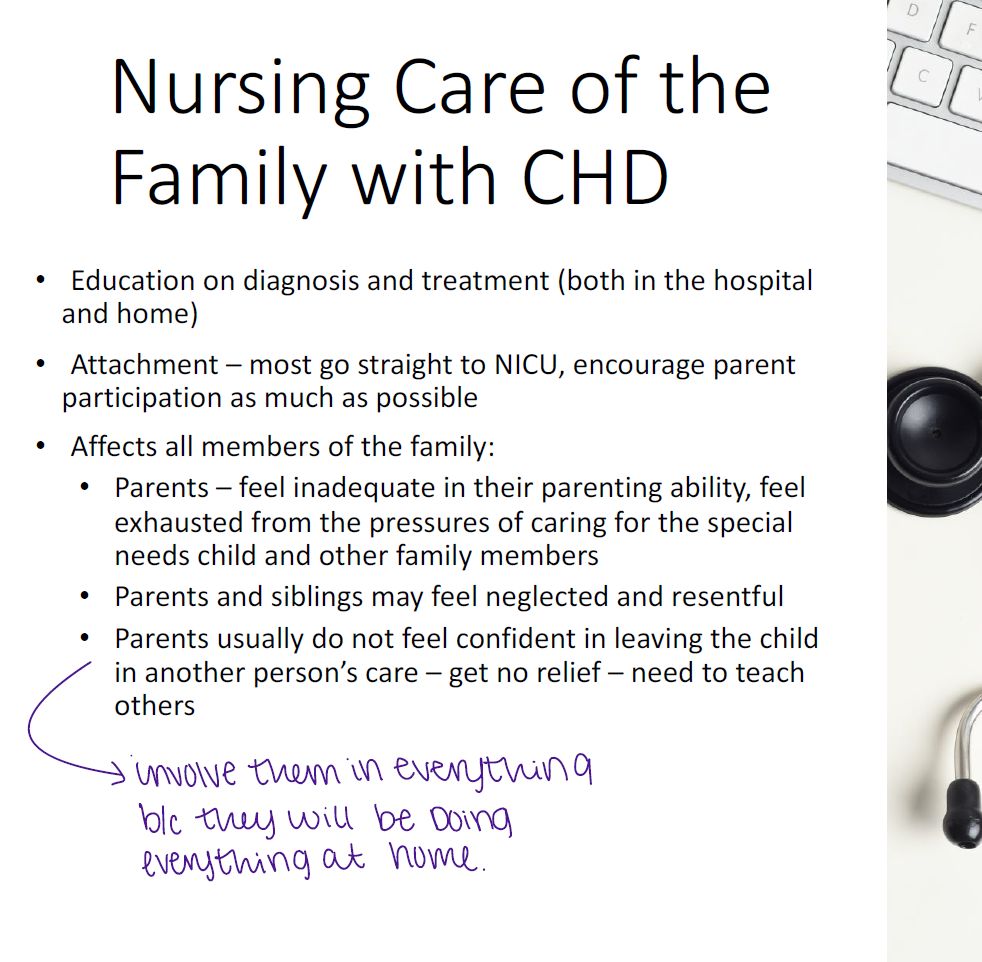 Nursing Care of the
Family with CHD
• Education on diagnosis and treatment (both in the hospital
and home)
• Attachment – most go straight to NICU, encourage parent
participation as much as possible
• Affects all members of the family:
• Parents – feel inadequate in their parenting ability, feel
exhausted from the pressures of caring for the special
needs child and other family members
• Parents and siblings may feel neglected and resentful
• Parents usually do not feel confident in leaving the child
in another person’s care – get no relief – need to teach
others
involve them in everything
b/c they will be Doing
everything at home.
D
F
C
V